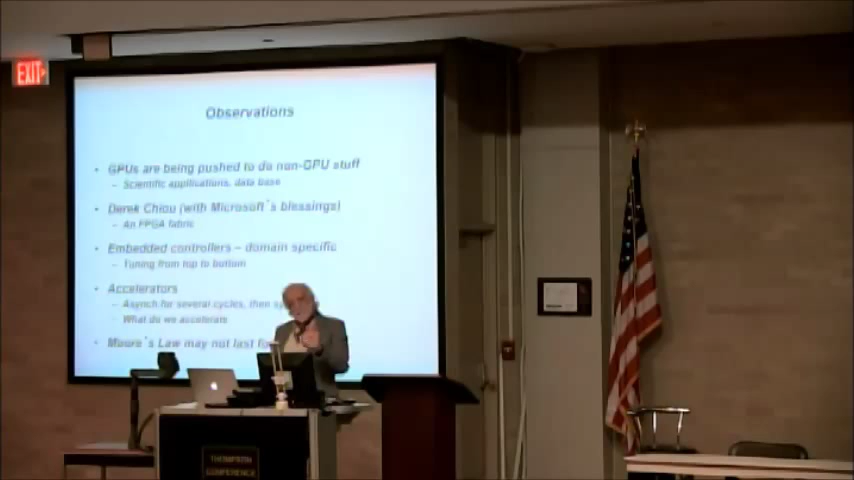 EXIT
Observations
• GPUs are being pushed to do non-GPU stuff
– Scientific applications, data base
• Derek Chiou (with Microsoft's blessings)
– An FPGA fabric
• Embedded controllers – domain specific
– Tuning from top to bottom
• Accelerators
– Asynch for several cycles, then
– What do we accelerate
• Moore's Law may not last
THOMPSON
CONFERENCE